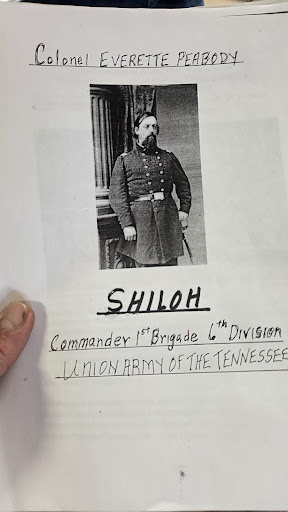 Colonel EVERETTE PEABODY
SHILOH
Commander 1st Brigade 6th Division
UNION ARMY OF THE TENNESSEE